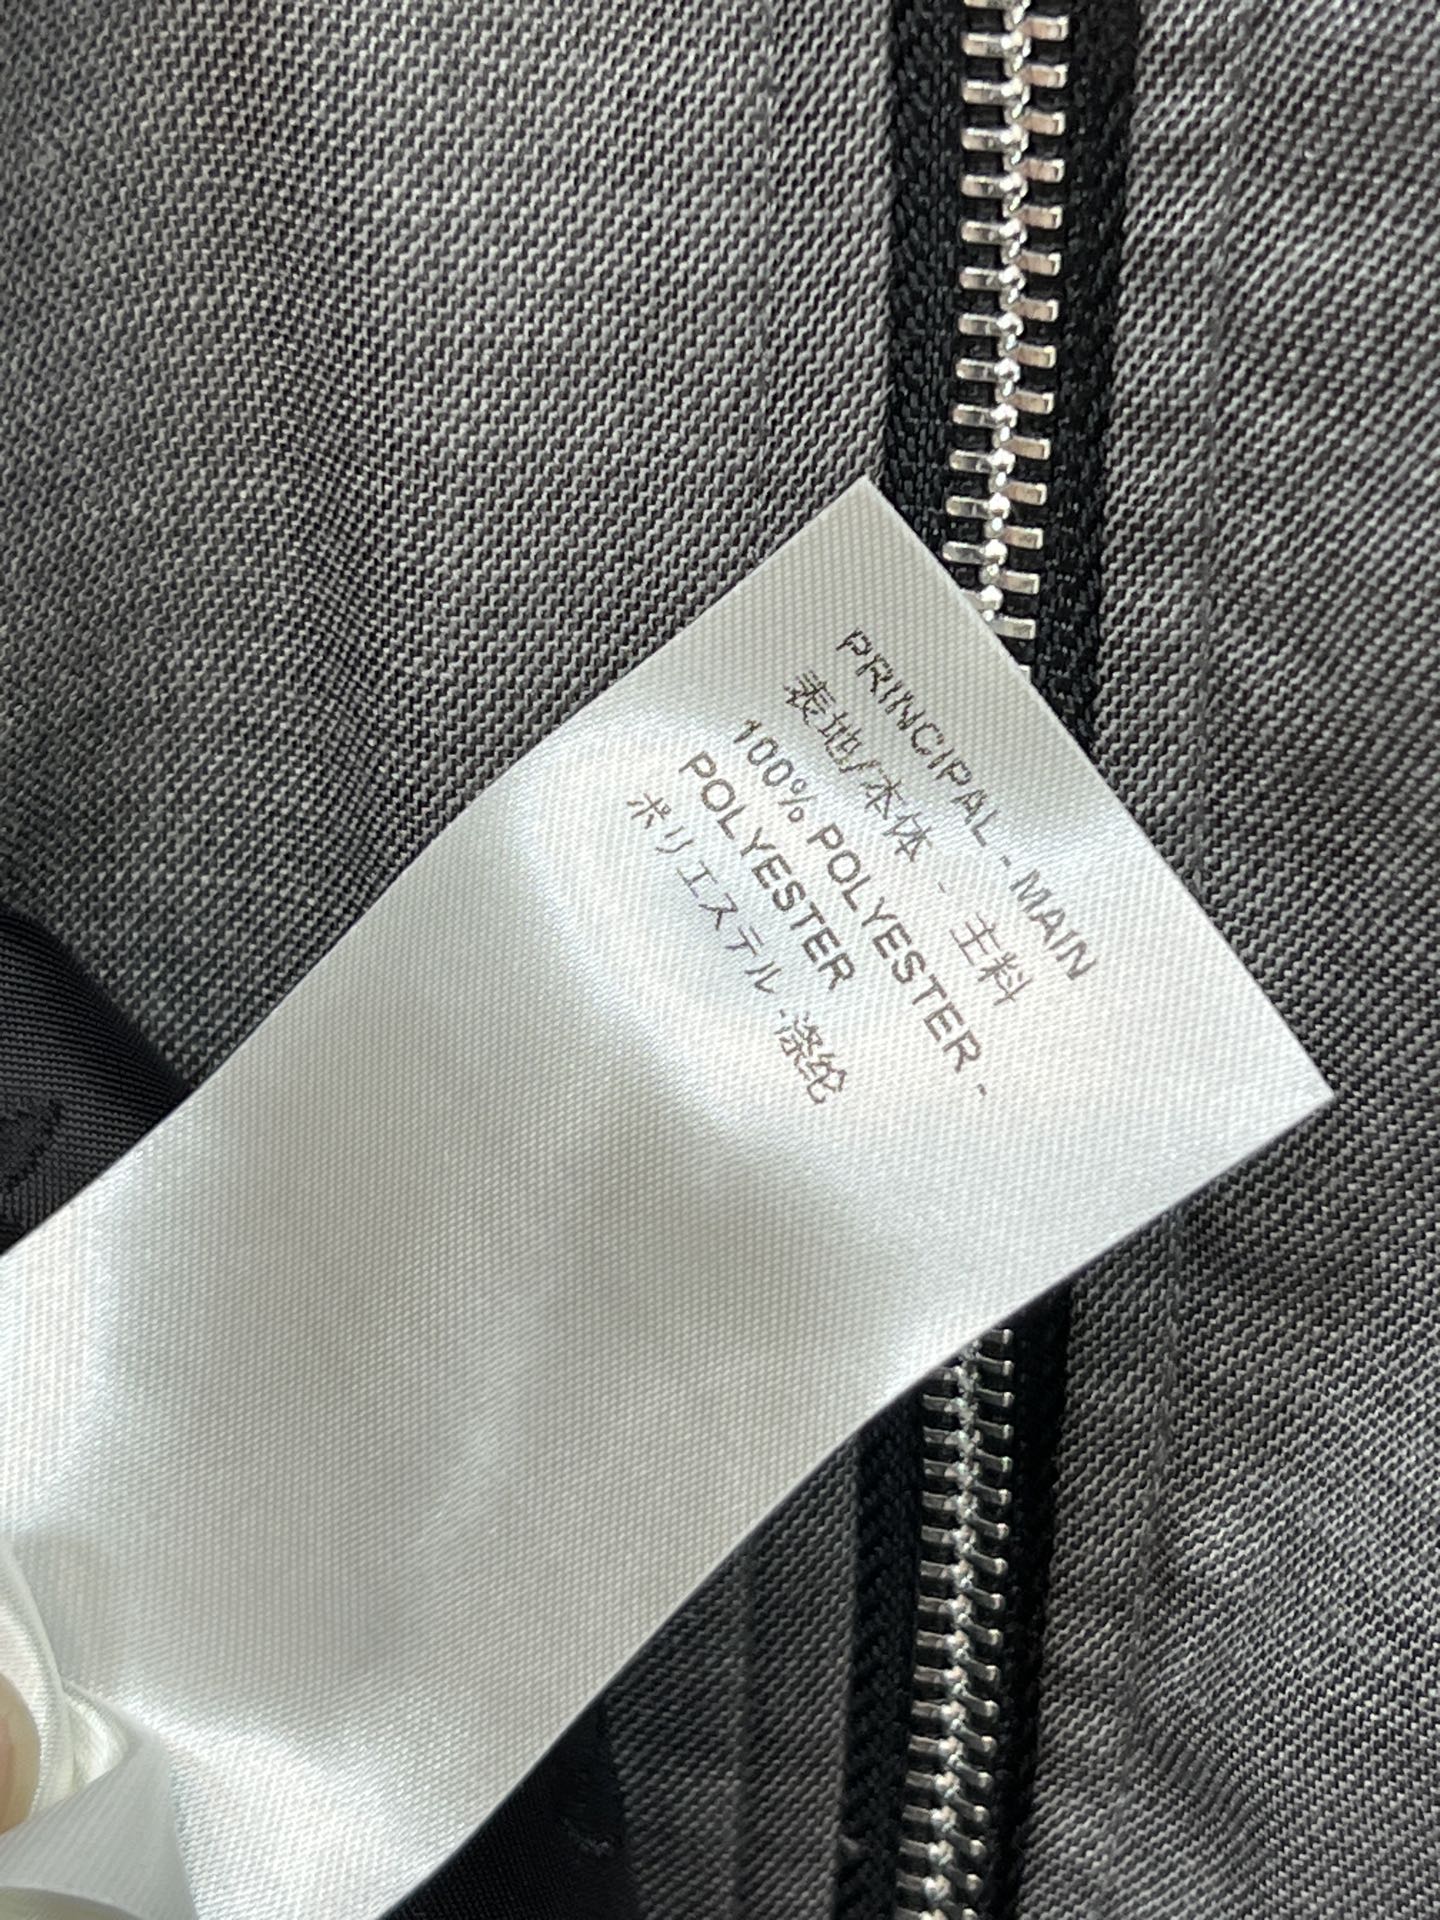 PRINCIPAL - MAIN
表地/本体 - 主料
100% POLYESTER -
POLYESTER
ポリエステル - 涤纶